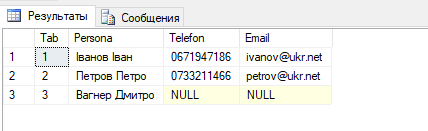 Результаты Сообщения
Tab Persona Telefon Email
1 1 Іванов Іван 0671947186 ivanov@ukr.net
2 2 Петров Петро 0733211466 petrov@ukr.net
3 3 Вагнер Дмитро NULL NULL